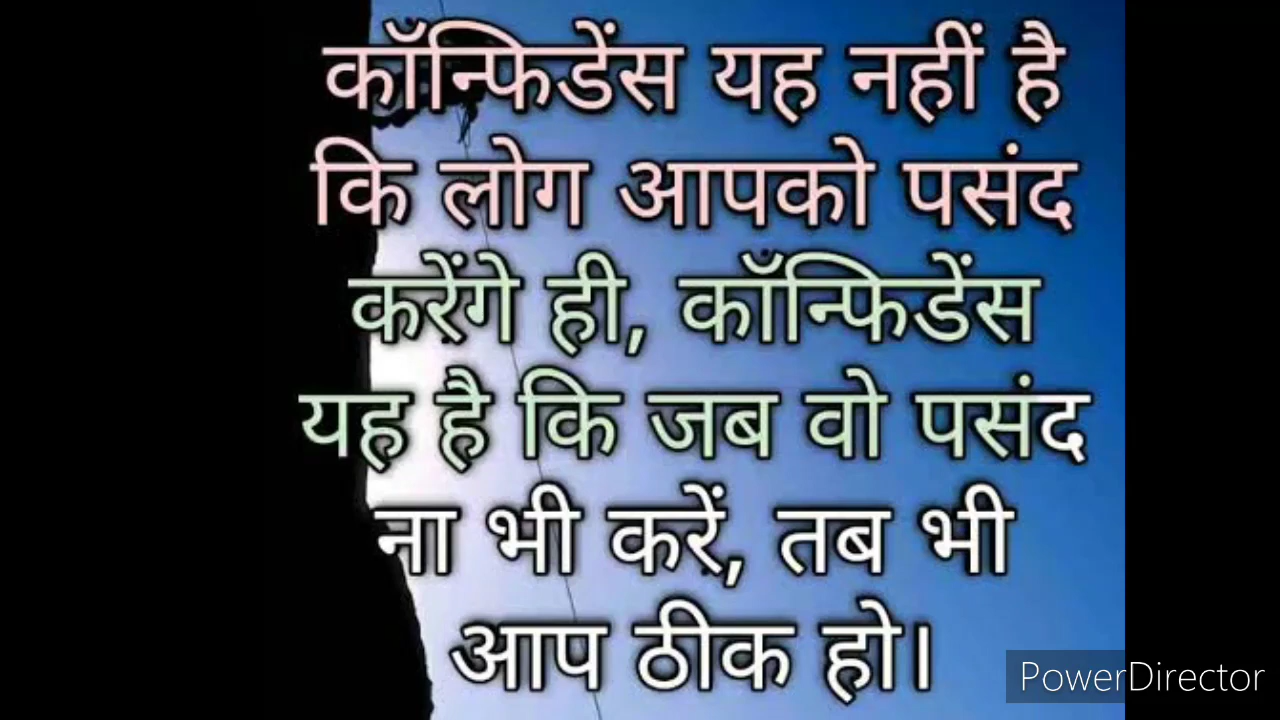 कॉन्फिडेंस यह नहीं है
कि लोग आपको पसंद
करेंगे ही, कॉन्फिडेंस
यह है कि जब वो पसंद
ना भी करें, तब भी
आप ठीक हो।
PowerDirector